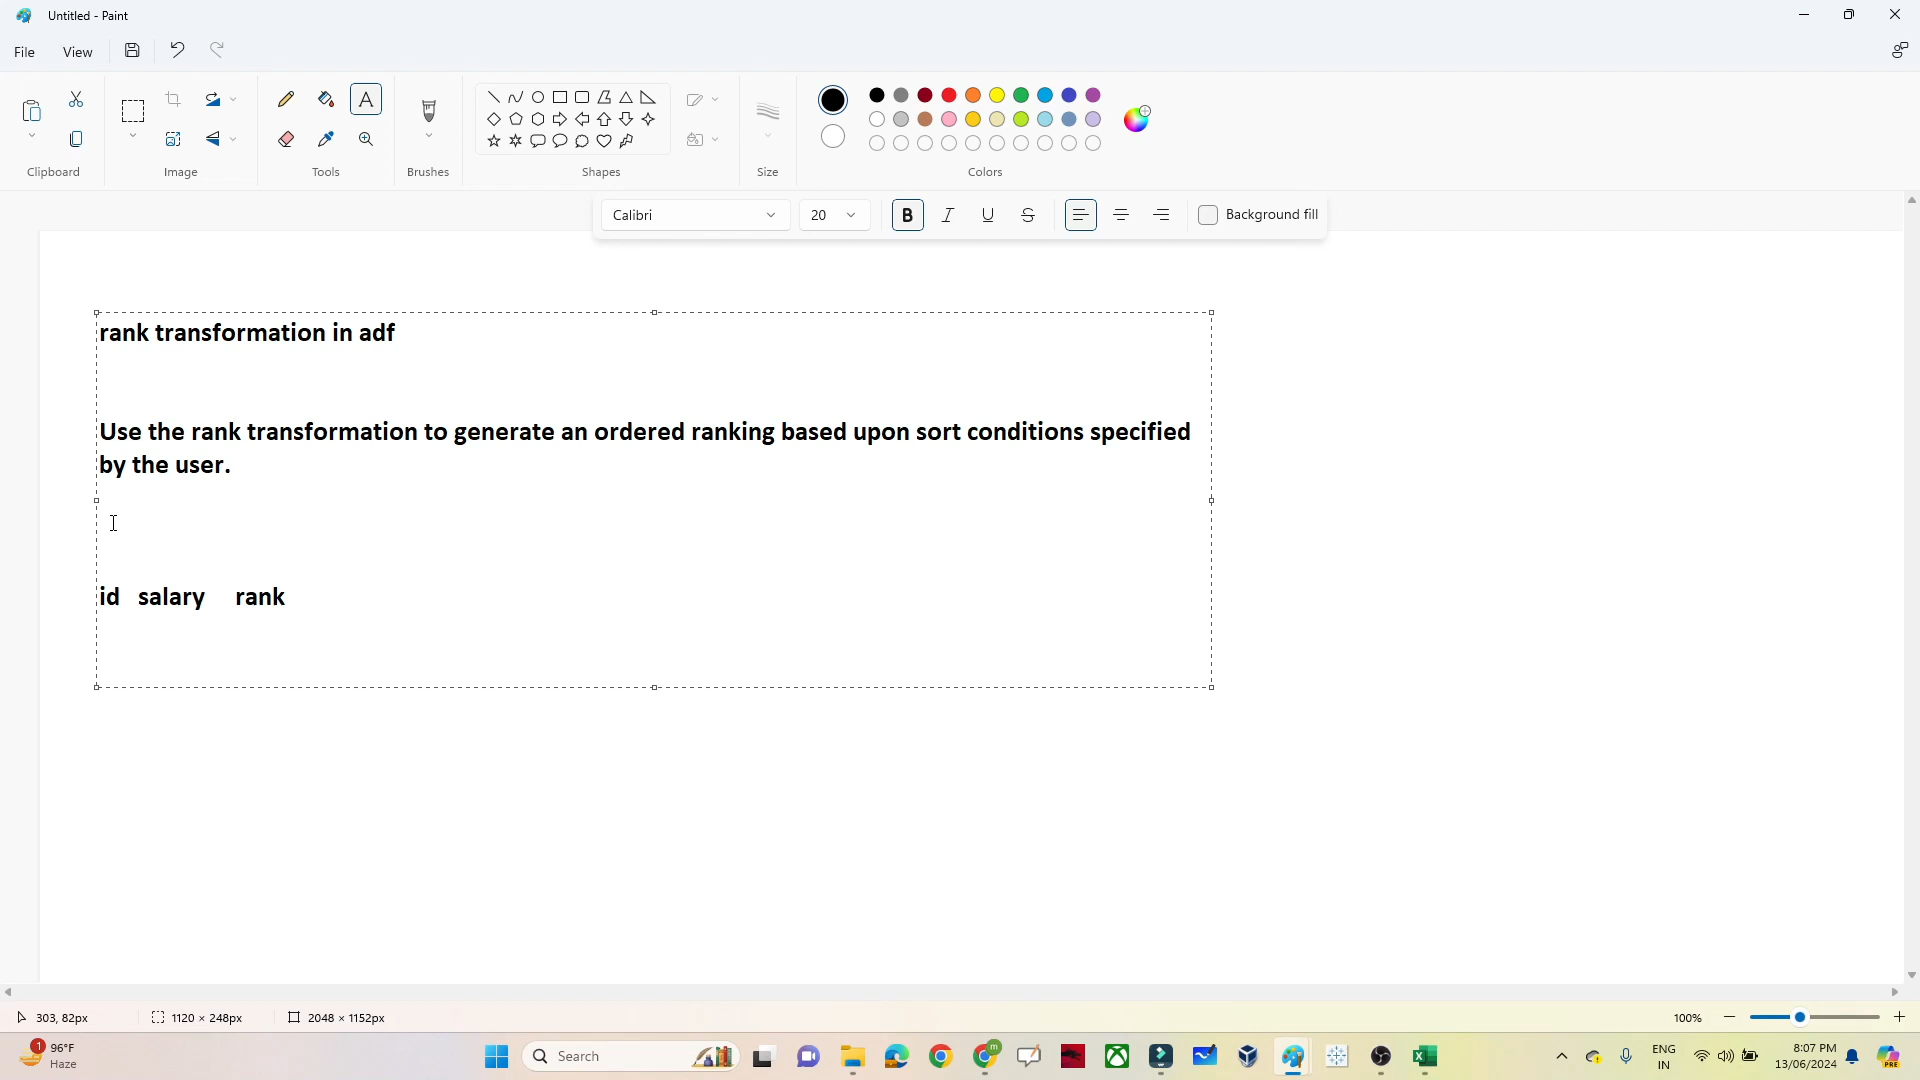 Untitled - Paint
File View
Clipboard
Image
Tools
Brushes
Shapes
Size
Colors
Calibri 20 B I U S Background fill
A
rank transformation in adf
Use the rank transformation to generate an ordered ranking based upon sort conditions specified
by the user.
id salary rank
303, 82px 1120 × 248px 2048 × 1152px 100%
1 96°F
Haze
Search
ENG
IN
8:07 PM
13/06/2024
PRE